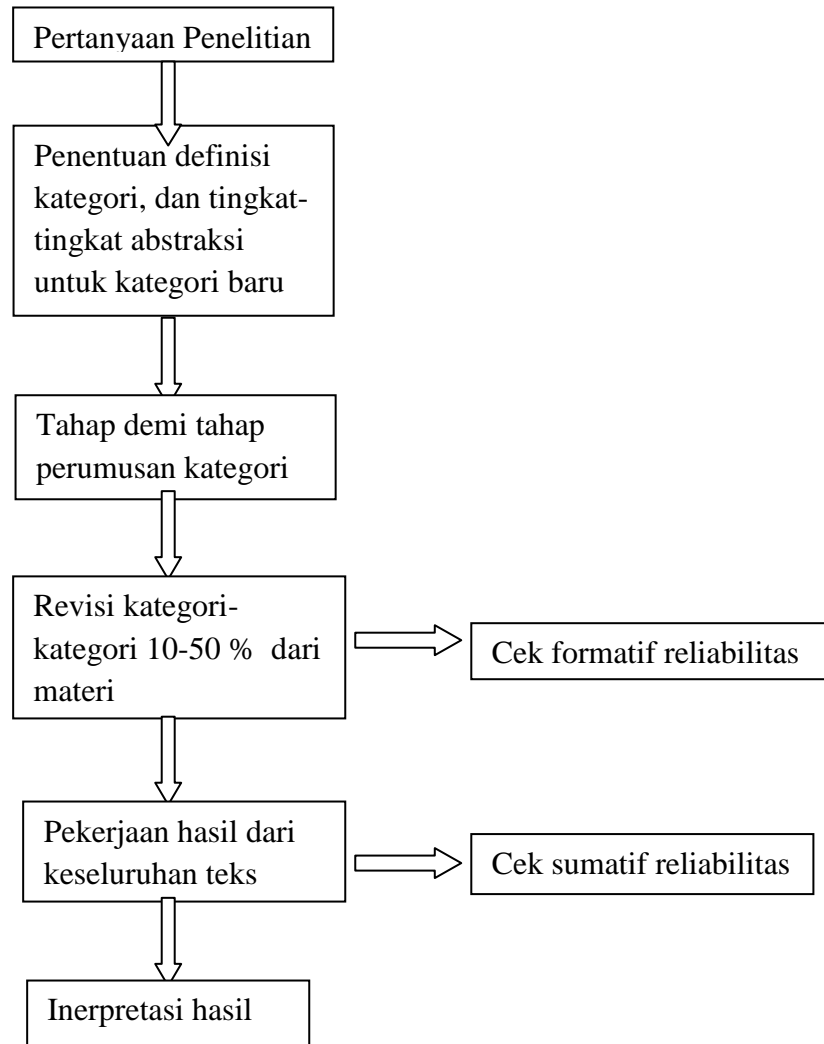 Pertanyaan Penelitian
Penentuan definisi
kategori, dan tingkat-
tingkat abstraksi
untuk kategori baru
Tahap demi tahap
perumusan kategori
Revisi kategori-
kategori 10-50 % dari
materi
Cek formatif reliabilitas
Pekerjaan hasil dari
keseluruhan teks
Cek sumatif reliabilitas
Inerpretasi hasil